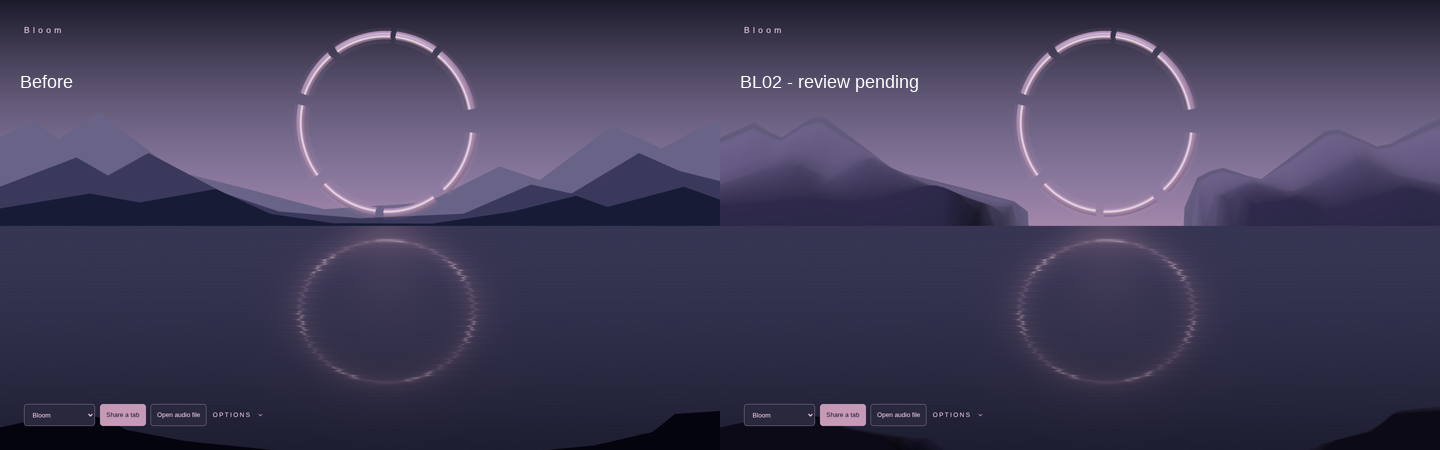 Bloom
Before
Bloom
Share a tab
Open audio file
OPTIONS
Bloom
BL02 - review pending
Bloom
Share a tab
Open audio file
OPTIONS